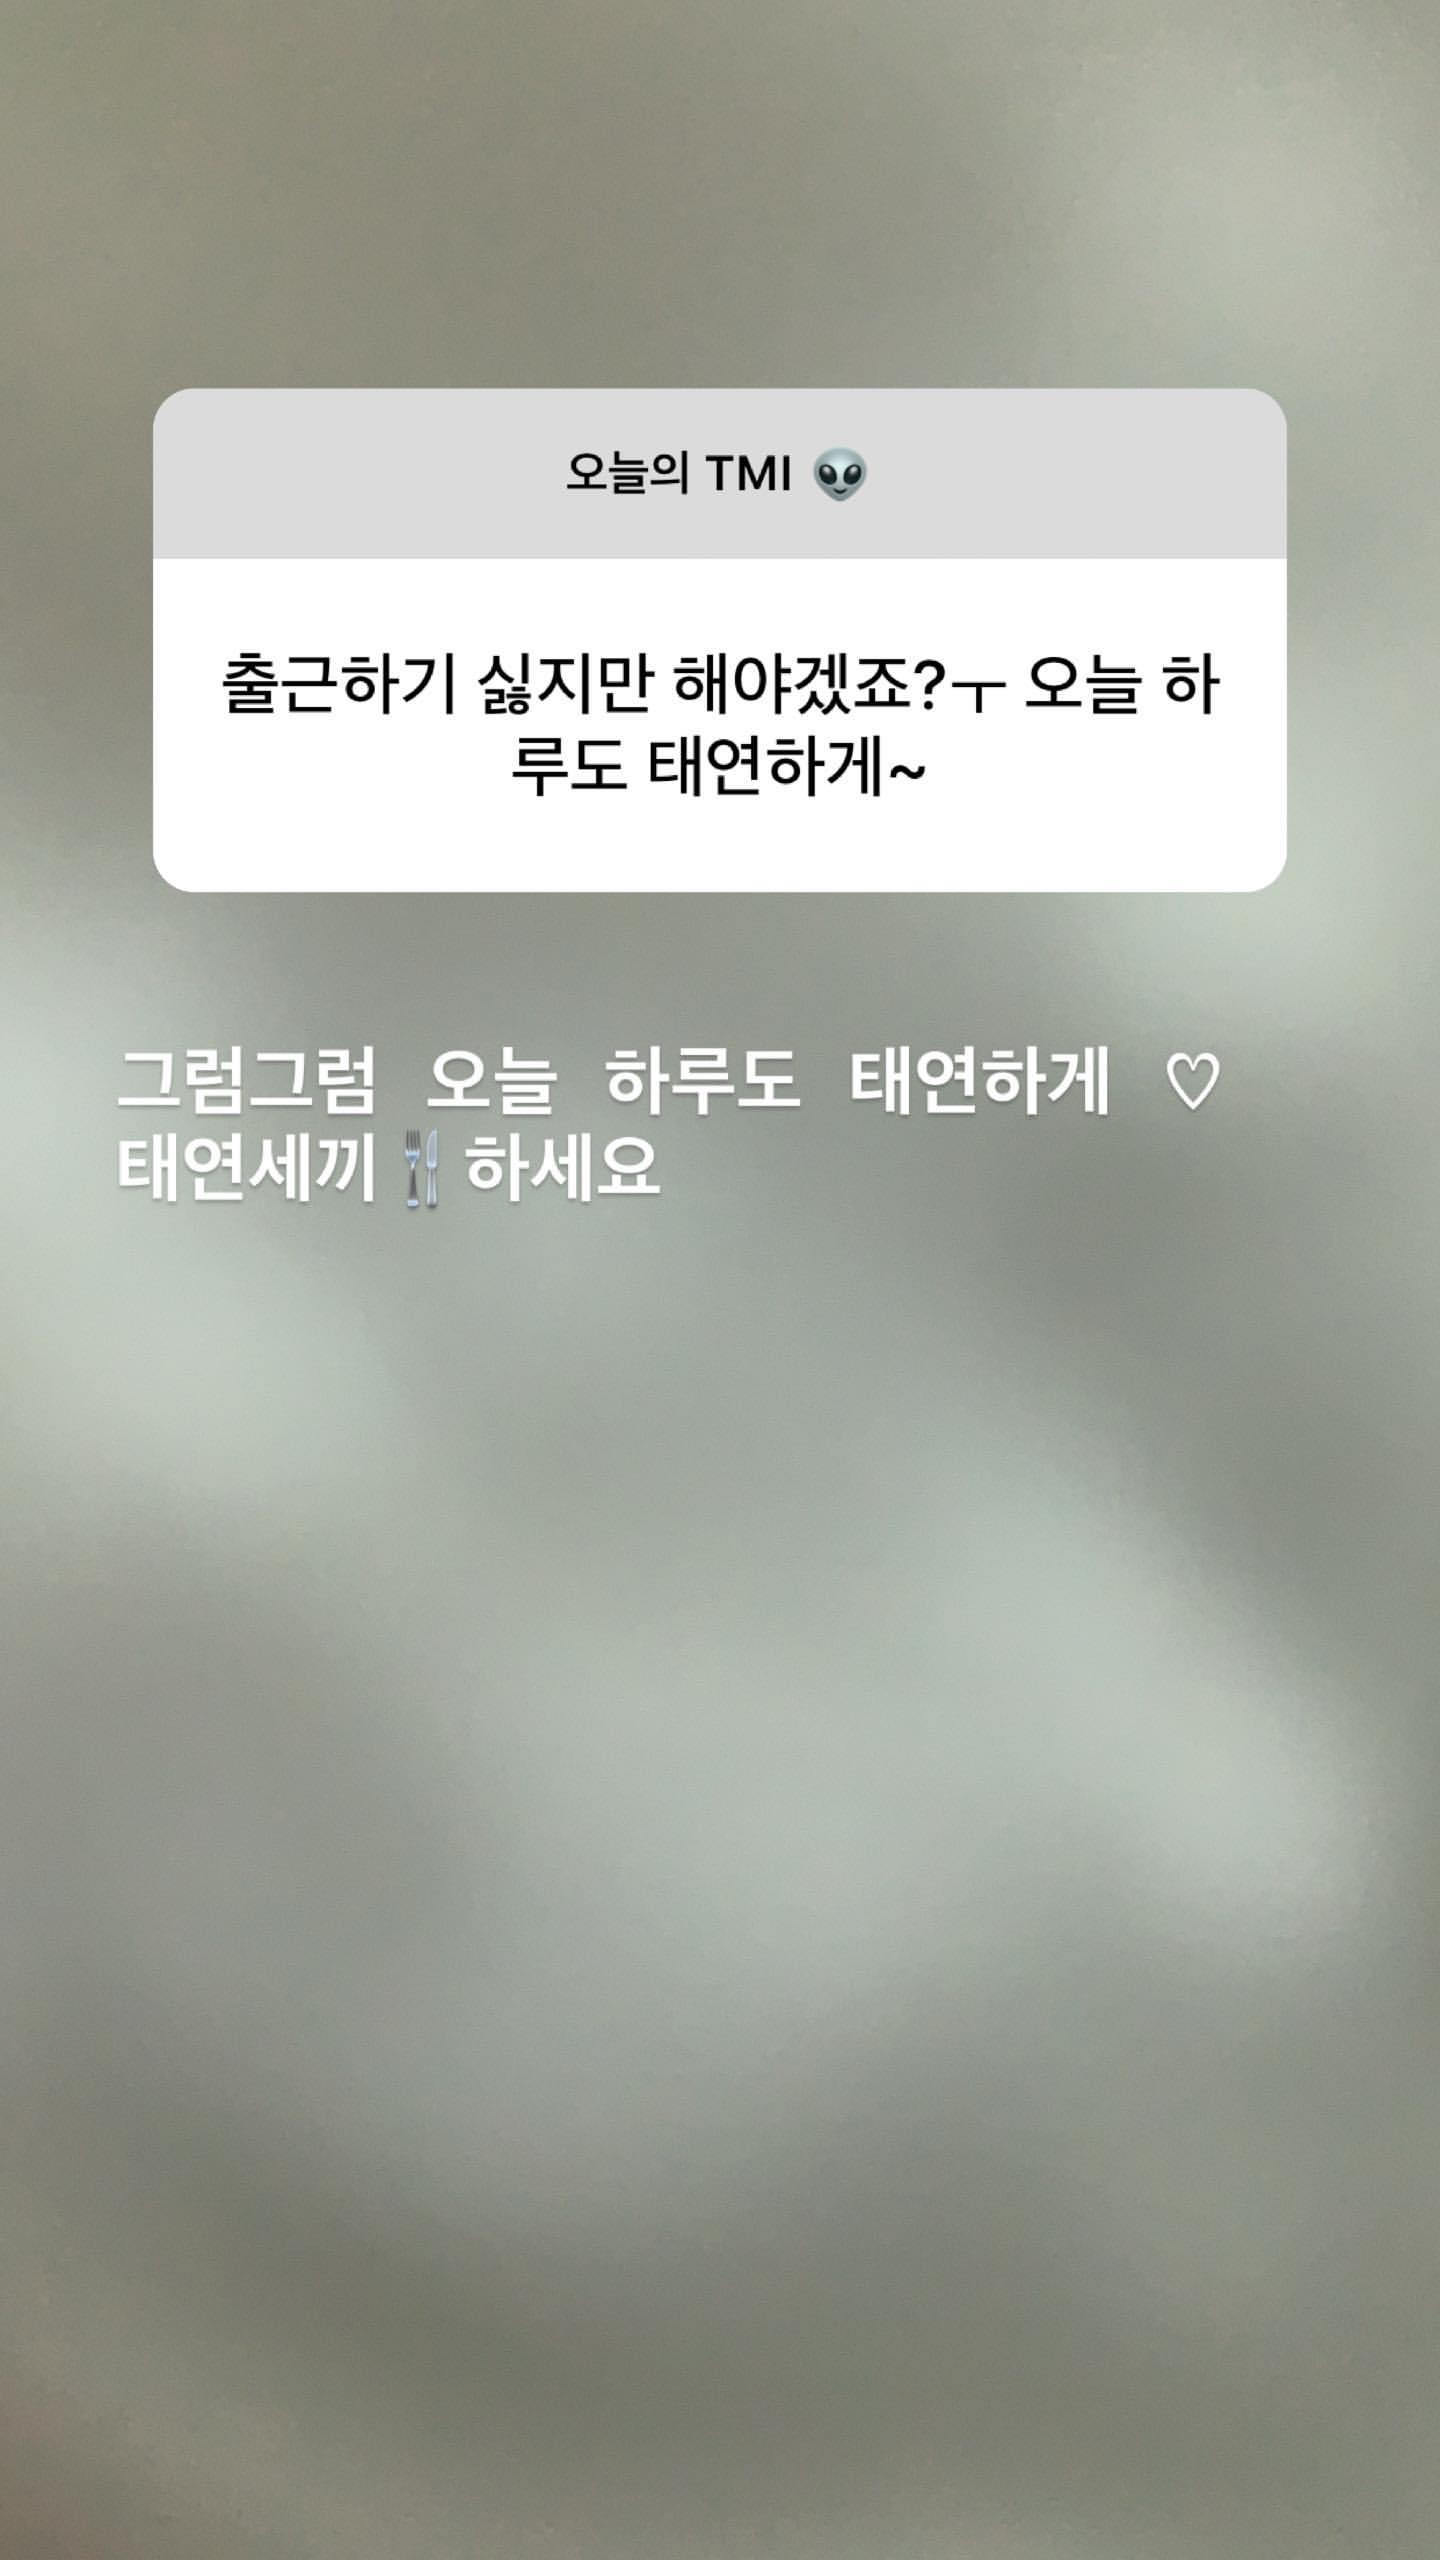 오늘의 TMI 👽
출근하기 싫지만 해야겠죠?ㅜ 오늘 하
루도 태연하게~
그럼그럼 오늘 하루도 태연하게 ♡
태연세끼🍴하세요